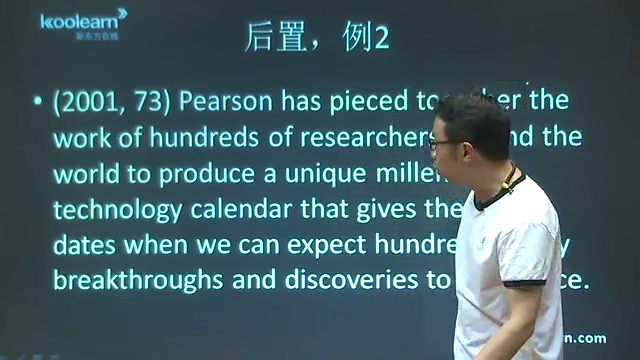 koolearn
新东方在线
后置，例2
• (2001, 73) Pearson has pieced the
work of hundreds of researchers the
world to produce a unique
technology calendar that gives
dates when we can expect
breakthroughs and discoveries to